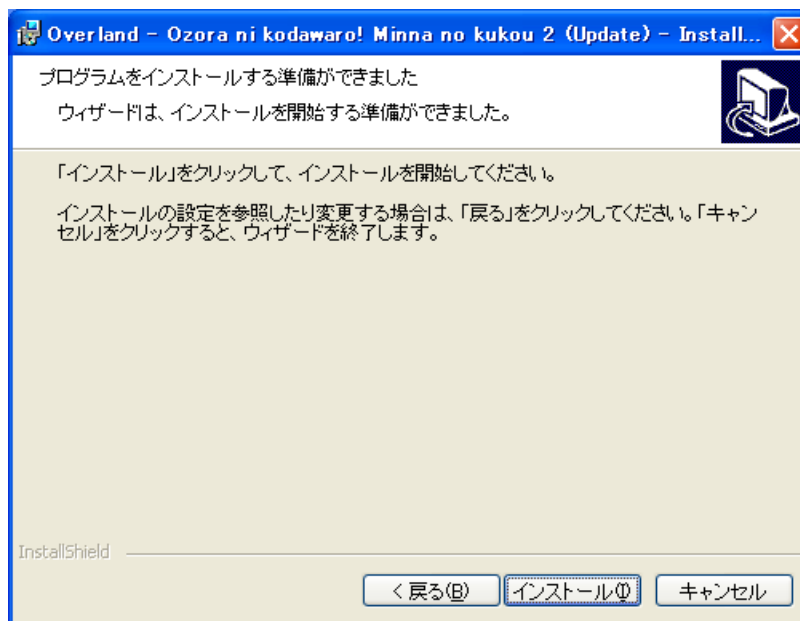 Overland - Ozora ni kodawaro! Minna no kukou 2 (Update) - Install...
プログラムをインストールする準備ができました
ウィザードは、インストールを開始する準備ができました。
「インストール」をクリックして、インストールを開始してください。
インストールの設定を参照したり変更する場合は、「戻る」をクリックしてください。「キャン
セル」をクリックすると、ウィザードを終了します。
InstallShield
< 戻る(B)
インストール(I)
キャンセル